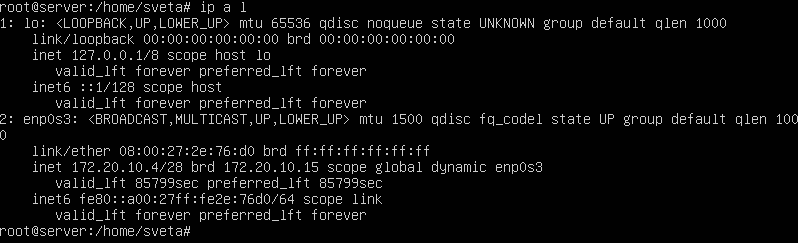 root@server:/home/sveta# ip a l
1: lo: <LOOPBACK,UP,LOWER_UP> mtu 65536 qdisc noqueue state UNKNOWN group default qlen 1000
    link/loopback 00:00:00:00:00:00 brd 00:00:00:00:00:00
    inet 127.0.0.1/8 scope host lo
       valid_lft forever preferred_lft forever
    inet6 ::1/128 scope host
       valid_lft forever preferred_lft forever
2: enp0s3: <BROADCAST,MULTICAST,UP,LOWER_UP> mtu 1500 qdisc fq_codel state UP group default qlen 100
0
    link/ether 08:00:27:2e:76:d0 brd ff:ff:ff:ff:ff:ff
    inet 172.20.10.4/28 brd 172.20.10.15 scope global dynamic enp0s3
       valid_lft 85799sec preferred_lft 85799sec
    inet6 fe80::a00:27ff:fe2e:76d0/64 scope link
       valid_lft forever preferred_lft forever
root@server:/home/sveta#